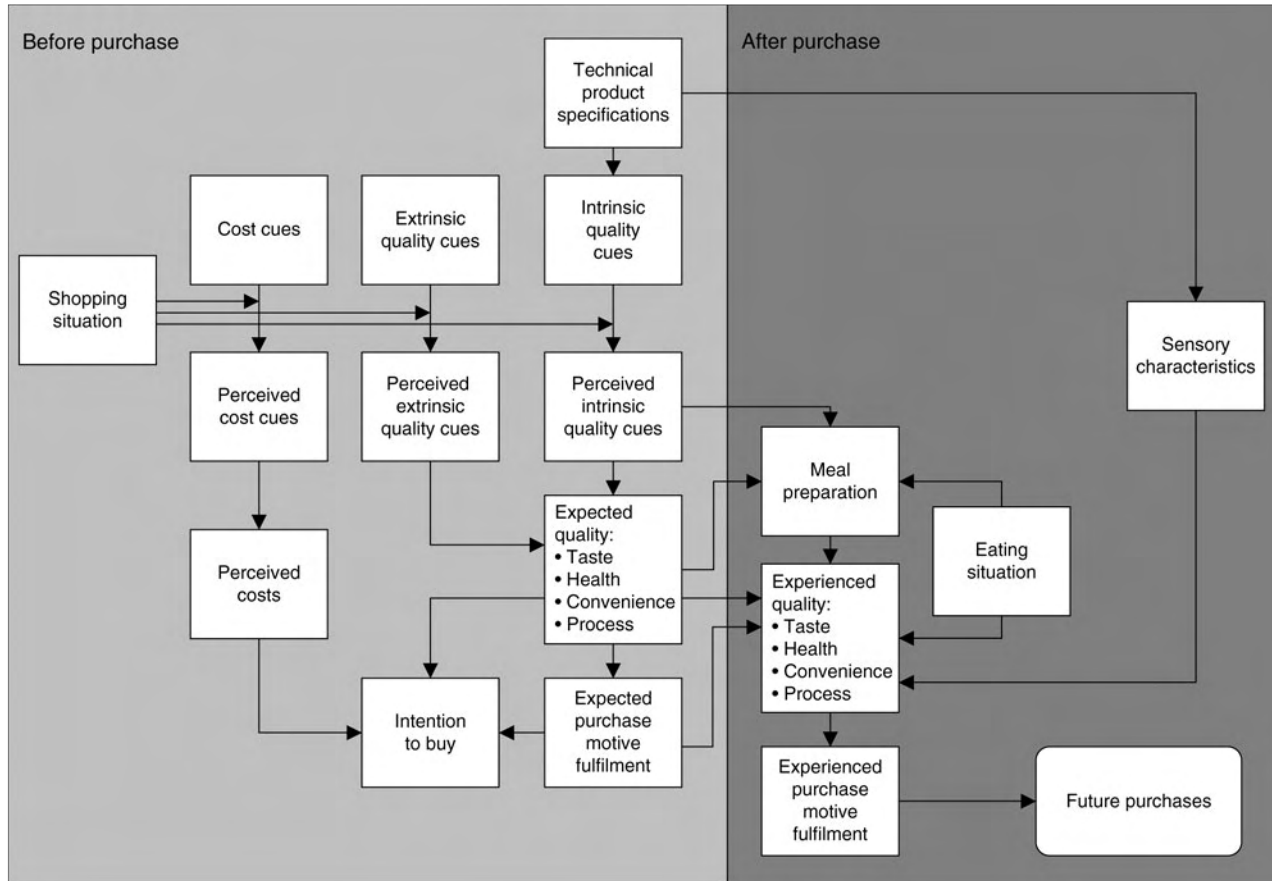 Before purchase
After purchase
Technical
product
specifications
Cost cues
Extrinsic
quality cues
Intrinsic
quality
cues
Shopping
situation
Sensory
characteristics
Perceived
cost cues
Perceived
extrinsic
quality cues
Perceived
intrinsic
quality cues
Meal
preparation
Perceived
costs
Expected
quality:
• Taste
• Health
• Convenience
• Process
Eating
situation
Experienced
quality:
• Taste
• Health
• Convenience
• Process
Intention
to buy
Expected
purchase
motive
fulfilment
Experienced
purchase
motive
fulfilment
Future purchases